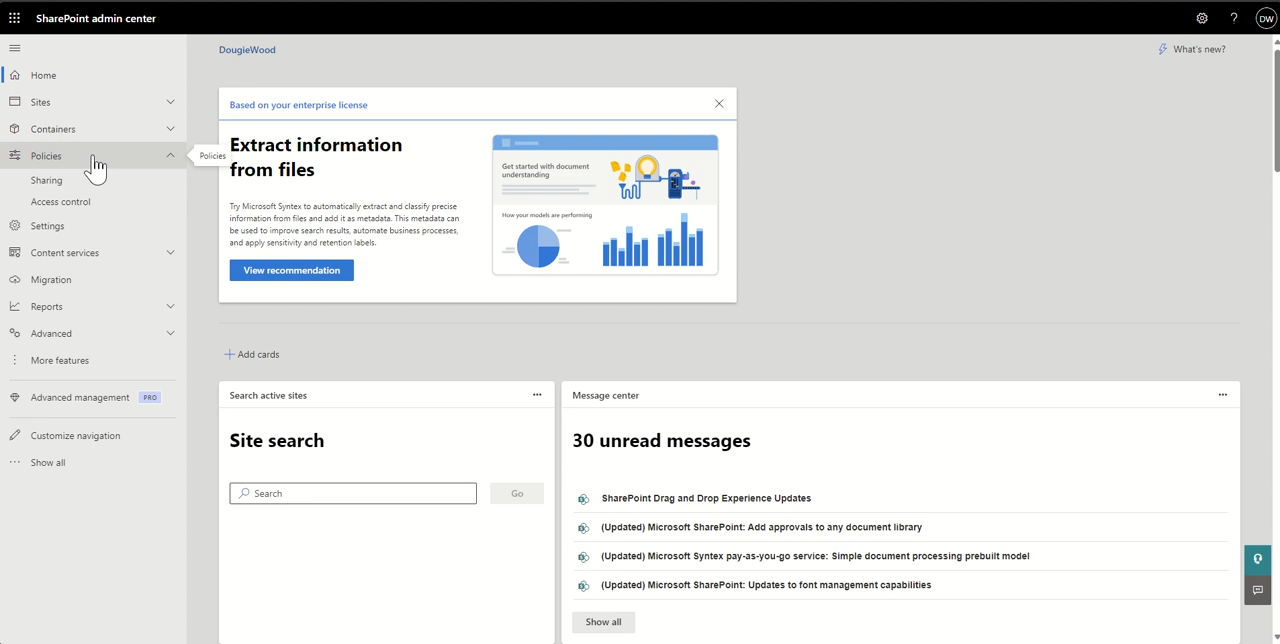 SharePoint admin center
DW
DougieWood
What's new?
Home
Sites
Containers
Policies
Policies
Sharing
Access control
Settings
Content services
Migration
Reports
Advanced
More features
Advanced management PRO
Customize navigation
Show all
Based on your enterprise license
Extract information
from files
Try Microsoft Syntex to automatically extract and classify precise
information from files and add it as metadata. This metadata can
be used to improve search results, automate business processes,
and apply sensitivity and retention labels.
View recommendation
Get started with document
understanding
How your models are performing
Add cards
Search active sites
Site search
Search
Go
Message center
30 unread messages
SharePoint Drag and Drop Experience Updates
(Updated) Microsoft SharePoint: Add approvals to any document library
(Updated) Microsoft Syntex pay-as-you-go service: Simple document processing prebuilt model
(Updated) Microsoft SharePoint: Updates to font management capabilities
Show all